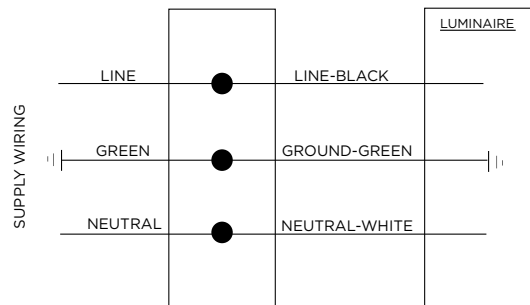 LUMINAIRE
LINE
LINE-BLACK
SUPPLY WIRING
GREEN
GROUND-GREEN
NEUTRAL
NEUTRAL-WHITE